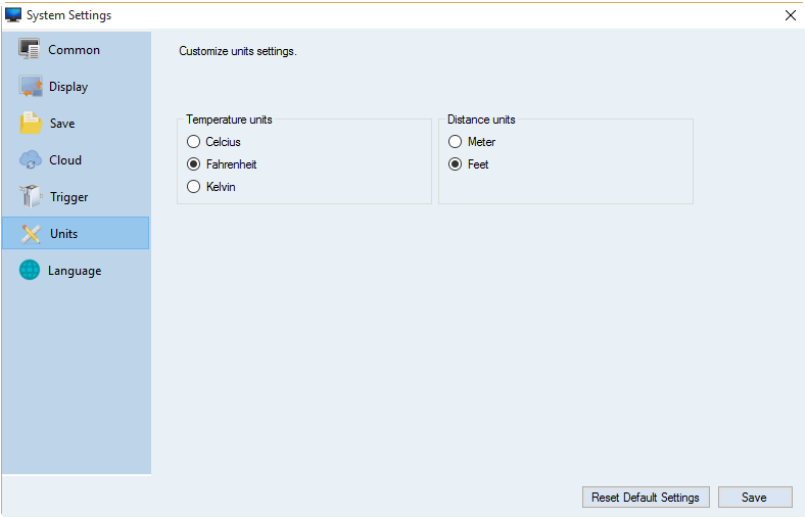 System Settings
Common
Display
Save
Cloud
Trigger
Units
Language
Customize units settings.
Temperature units
Celcius
Fahrenheit
Kelvin
Distance units
Meter
Feet
Reset Default Settings
Save